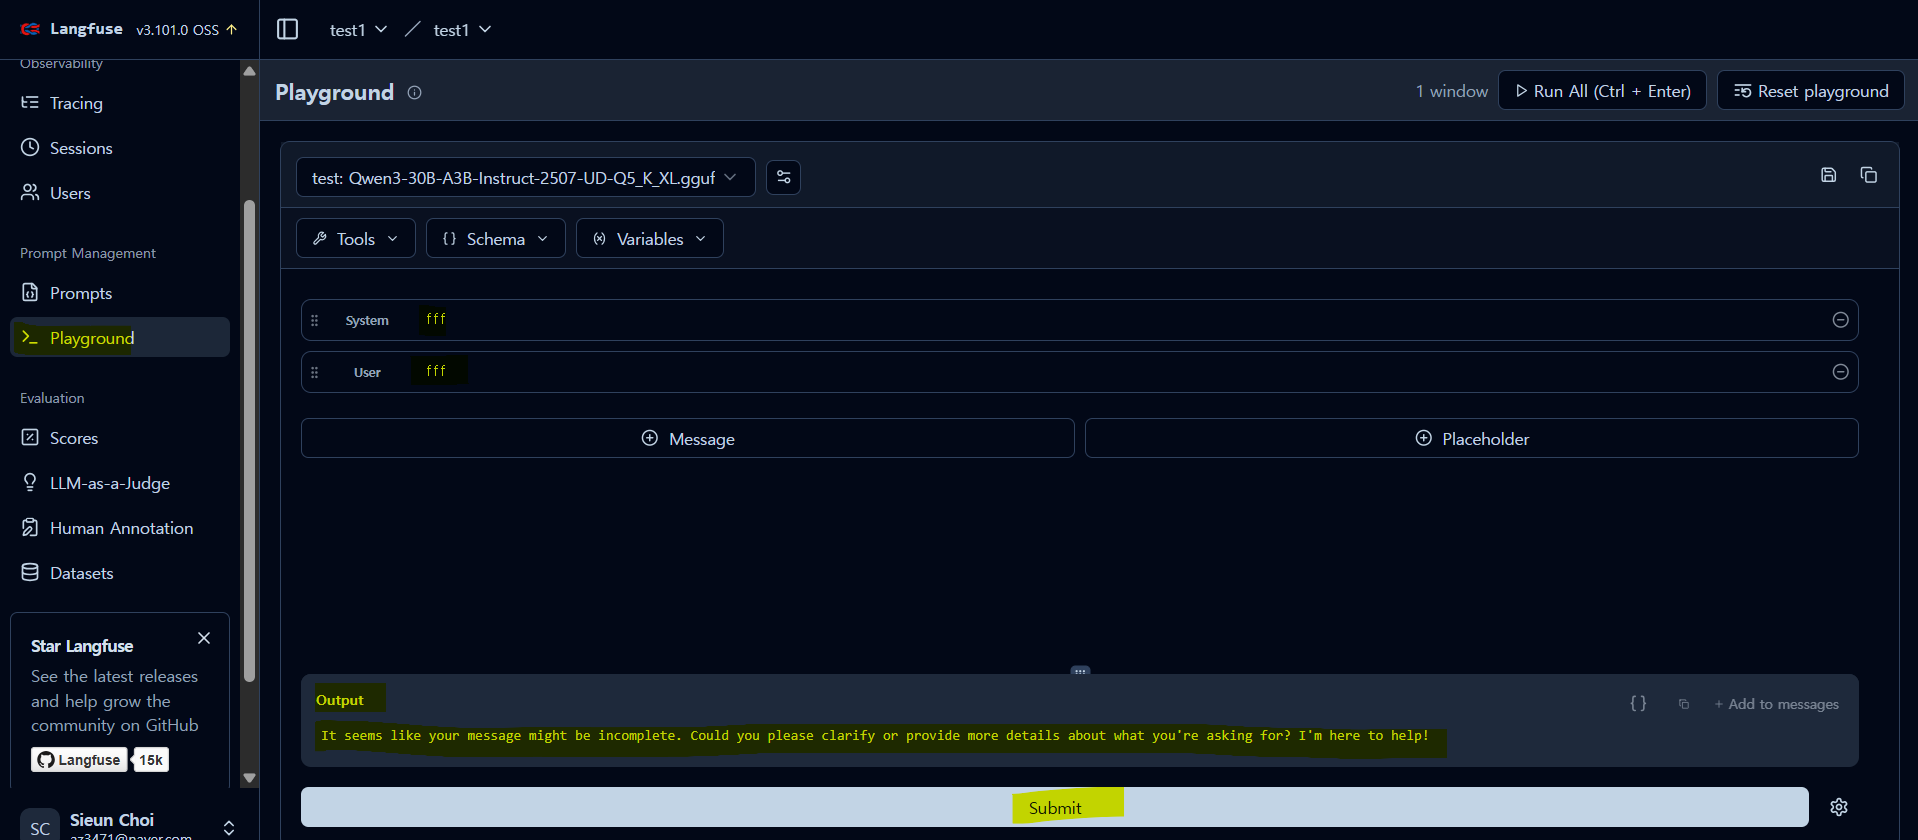 Langfuse v3.101.0 OSS
test1 test1
Observability
Tracing
Sessions
Users
Prompt Management
Prompts
Playground
Evaluation
Scores
LLM-as-a-Judge
Human Annotation
Datasets
Star Langfuse
See the latest releases
and help grow the
community on GitHub
Langfuse 15k
SC
Sieun Choi
az3471@naver.com
Playground
1 window
Run All (Ctrl + Enter)
Reset playground
test: Qwen3-30B-A3B-Instruct-2507-UD-Q5_K_XL.gguf
Tools
{} Schema
(x) Variables
System fff
User fff
Message
Placeholder
Output
{ }
+ Add to messages
It seems like your message might be incomplete. Could you please clarify or provide more details about what you're asking for? I'm here to help!
Submit